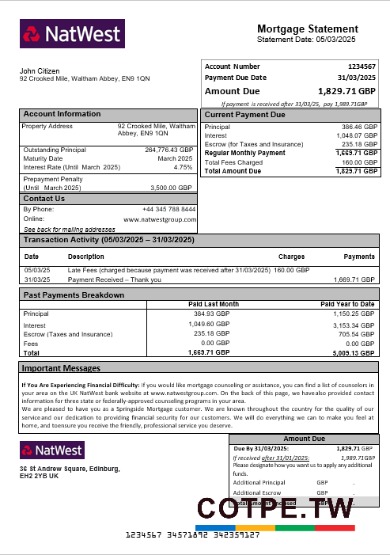 NatWest
Mortgage Statement
Statement Date: 05/03/2025
John Citizen
92 Crooked Mile, Waltham Abbey, EN9 1QN
Account Number 1234567
Payment Due Date 31/03/2025
Amount Due 1,829.71 GBP
If payment is received after 31/01/25, pay 1,989.71GBP
Account Information
Property Address 92 Crooked Mile, Waltham Abbey, EN9 1QN
Outstanding Principal 264,776.43 GBP
Maturity Date March 2025
Interest Rate (Until March 2025) 4.75%
Prepayment Penalty
(Until March 2025) 3,500.00 GBP
Contact Us
By Phone: +44 345 788 8444
Online: www.natwestgroup.com
See back for mailing addresses
Current Payment Due
Principal 386.46 GBP
Interest 1,048.07 GBP
Escrow (for Taxes and Insurance) 235.18 GBP
Regular Monthly Payment 1,669.71 GBP
Total Fees Charged 160.00 GBP
Total Amount Due 1,829.71 GBP
Transaction Activity (05/03/2025 – 31/03/2025)
Date Description Charges Payments
05/03/25 Late Fees (charged because payment was received after 31/03/2025) 160.00 GBP
31/03/25 Payment Received – Thank you 1,669.71 GBP
Past Payments Breakdown
Paid Last Month Paid Year to Date
Principal 384.93 GBP 1,150.25 GBP
Interest 1,049.60 GBP 3,153.34 GBP
Escrow (Taxes and Insurance) 235.18 GBP 705.54 GBP
Fees 0.00 GBP 0.00 GBP
Total 1,669.71 GBP 5,009.13 GBP
Important Messages
If You Are Experiencing Financial Difficulty: If you would like mortgage counseling or assistance, you can find a list of counselors in
your area on the UK NatWest bank website at www.natwestgroup.com. On the back of this page, we have also provided contact
information for three state or federally-approved counseling programs in your area.
We are pleased to have you as a Springside Mortgage customer. We are known throughout the country for the quality of our
service and our dedication to providing financial security for our customers. We will do everything we can to make you feel at
home, and to ensure you receive the friendly, professional service you deserve.
NatWest
36 St Andrew Square, Edinburg,
EH2 2YB UK
Amount Due
Due By 31/03/2025: 1,829.71 GBP
If received after 31/01/2025: 1,989.71GBP
Please designate how you want us to apply any additional
funds.
Additional Principal GBP .
Additional Escrow GBP .
COTPE.TW
1234567 34571892 342359127